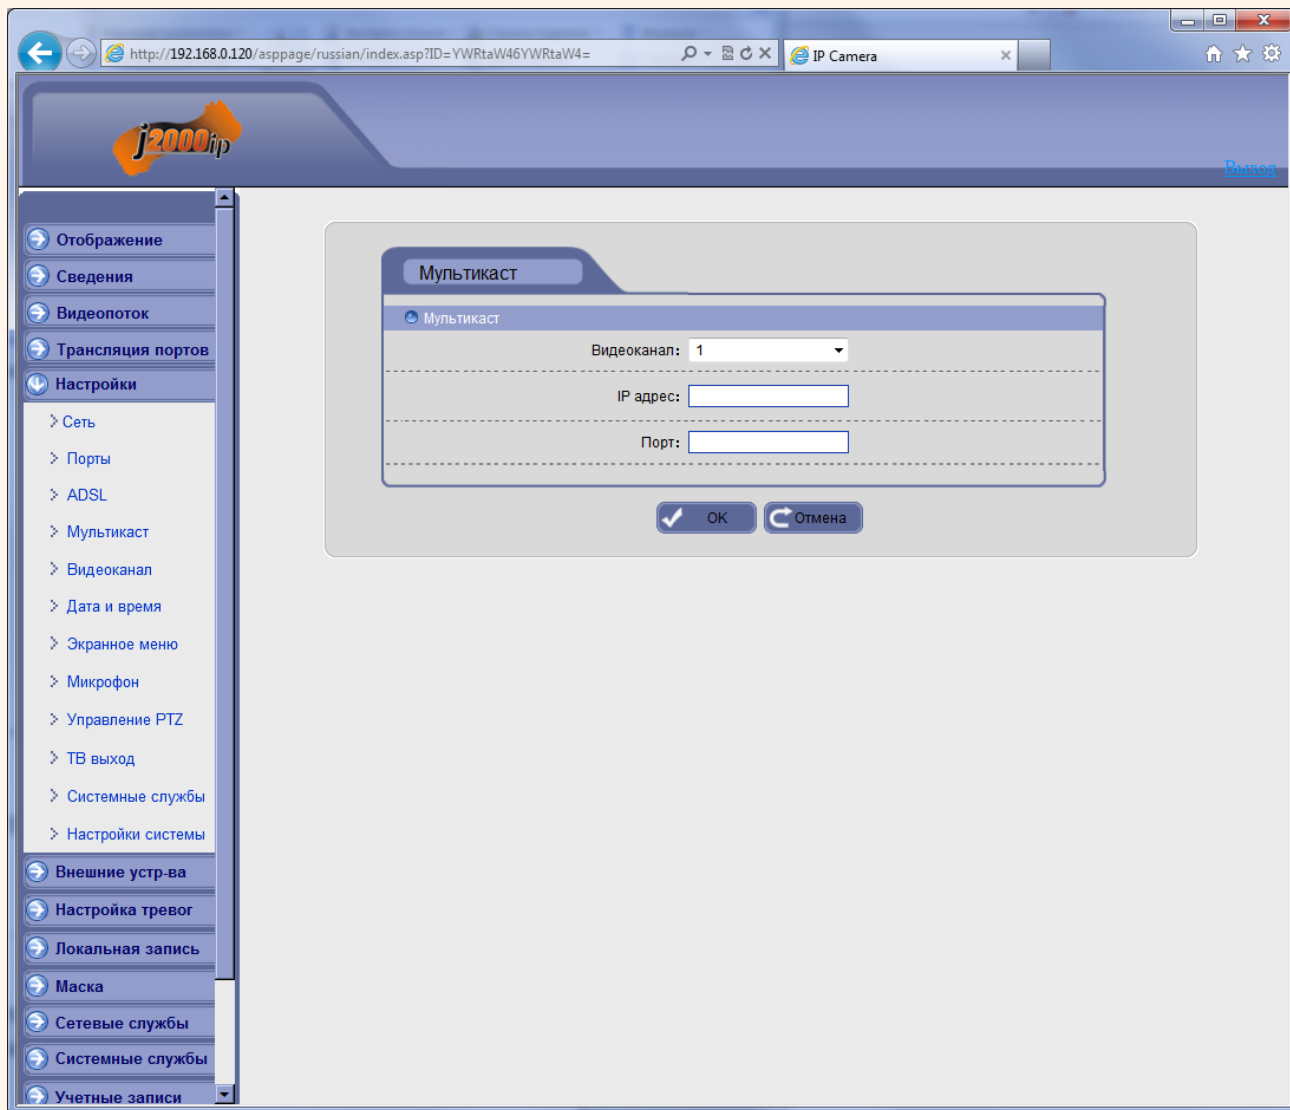 http://192.168.0.120/asppage/russian/index.asp?ID=YWRtaW46YWRtaW4=
IP Camera
j2000ip
Выход
Отображение
Сведения
Видеопоток
Трансляция портов
Настройки
Сеть
Порты
ADSL
Мультикаст
Видеоканал
Дата и время
Экранное меню
Микрофон
Управление PTZ
ТВ выход
Системные службы
Настройки системы
Внешние устр-ва
Настройка тревог
Локальная запись
Маска
Сетевые службы
Системные службы
Учетные записи
Мультикаст
Мультикаст
Видеоканал: 1
IP адрес:
Порт:
OK
Отмена